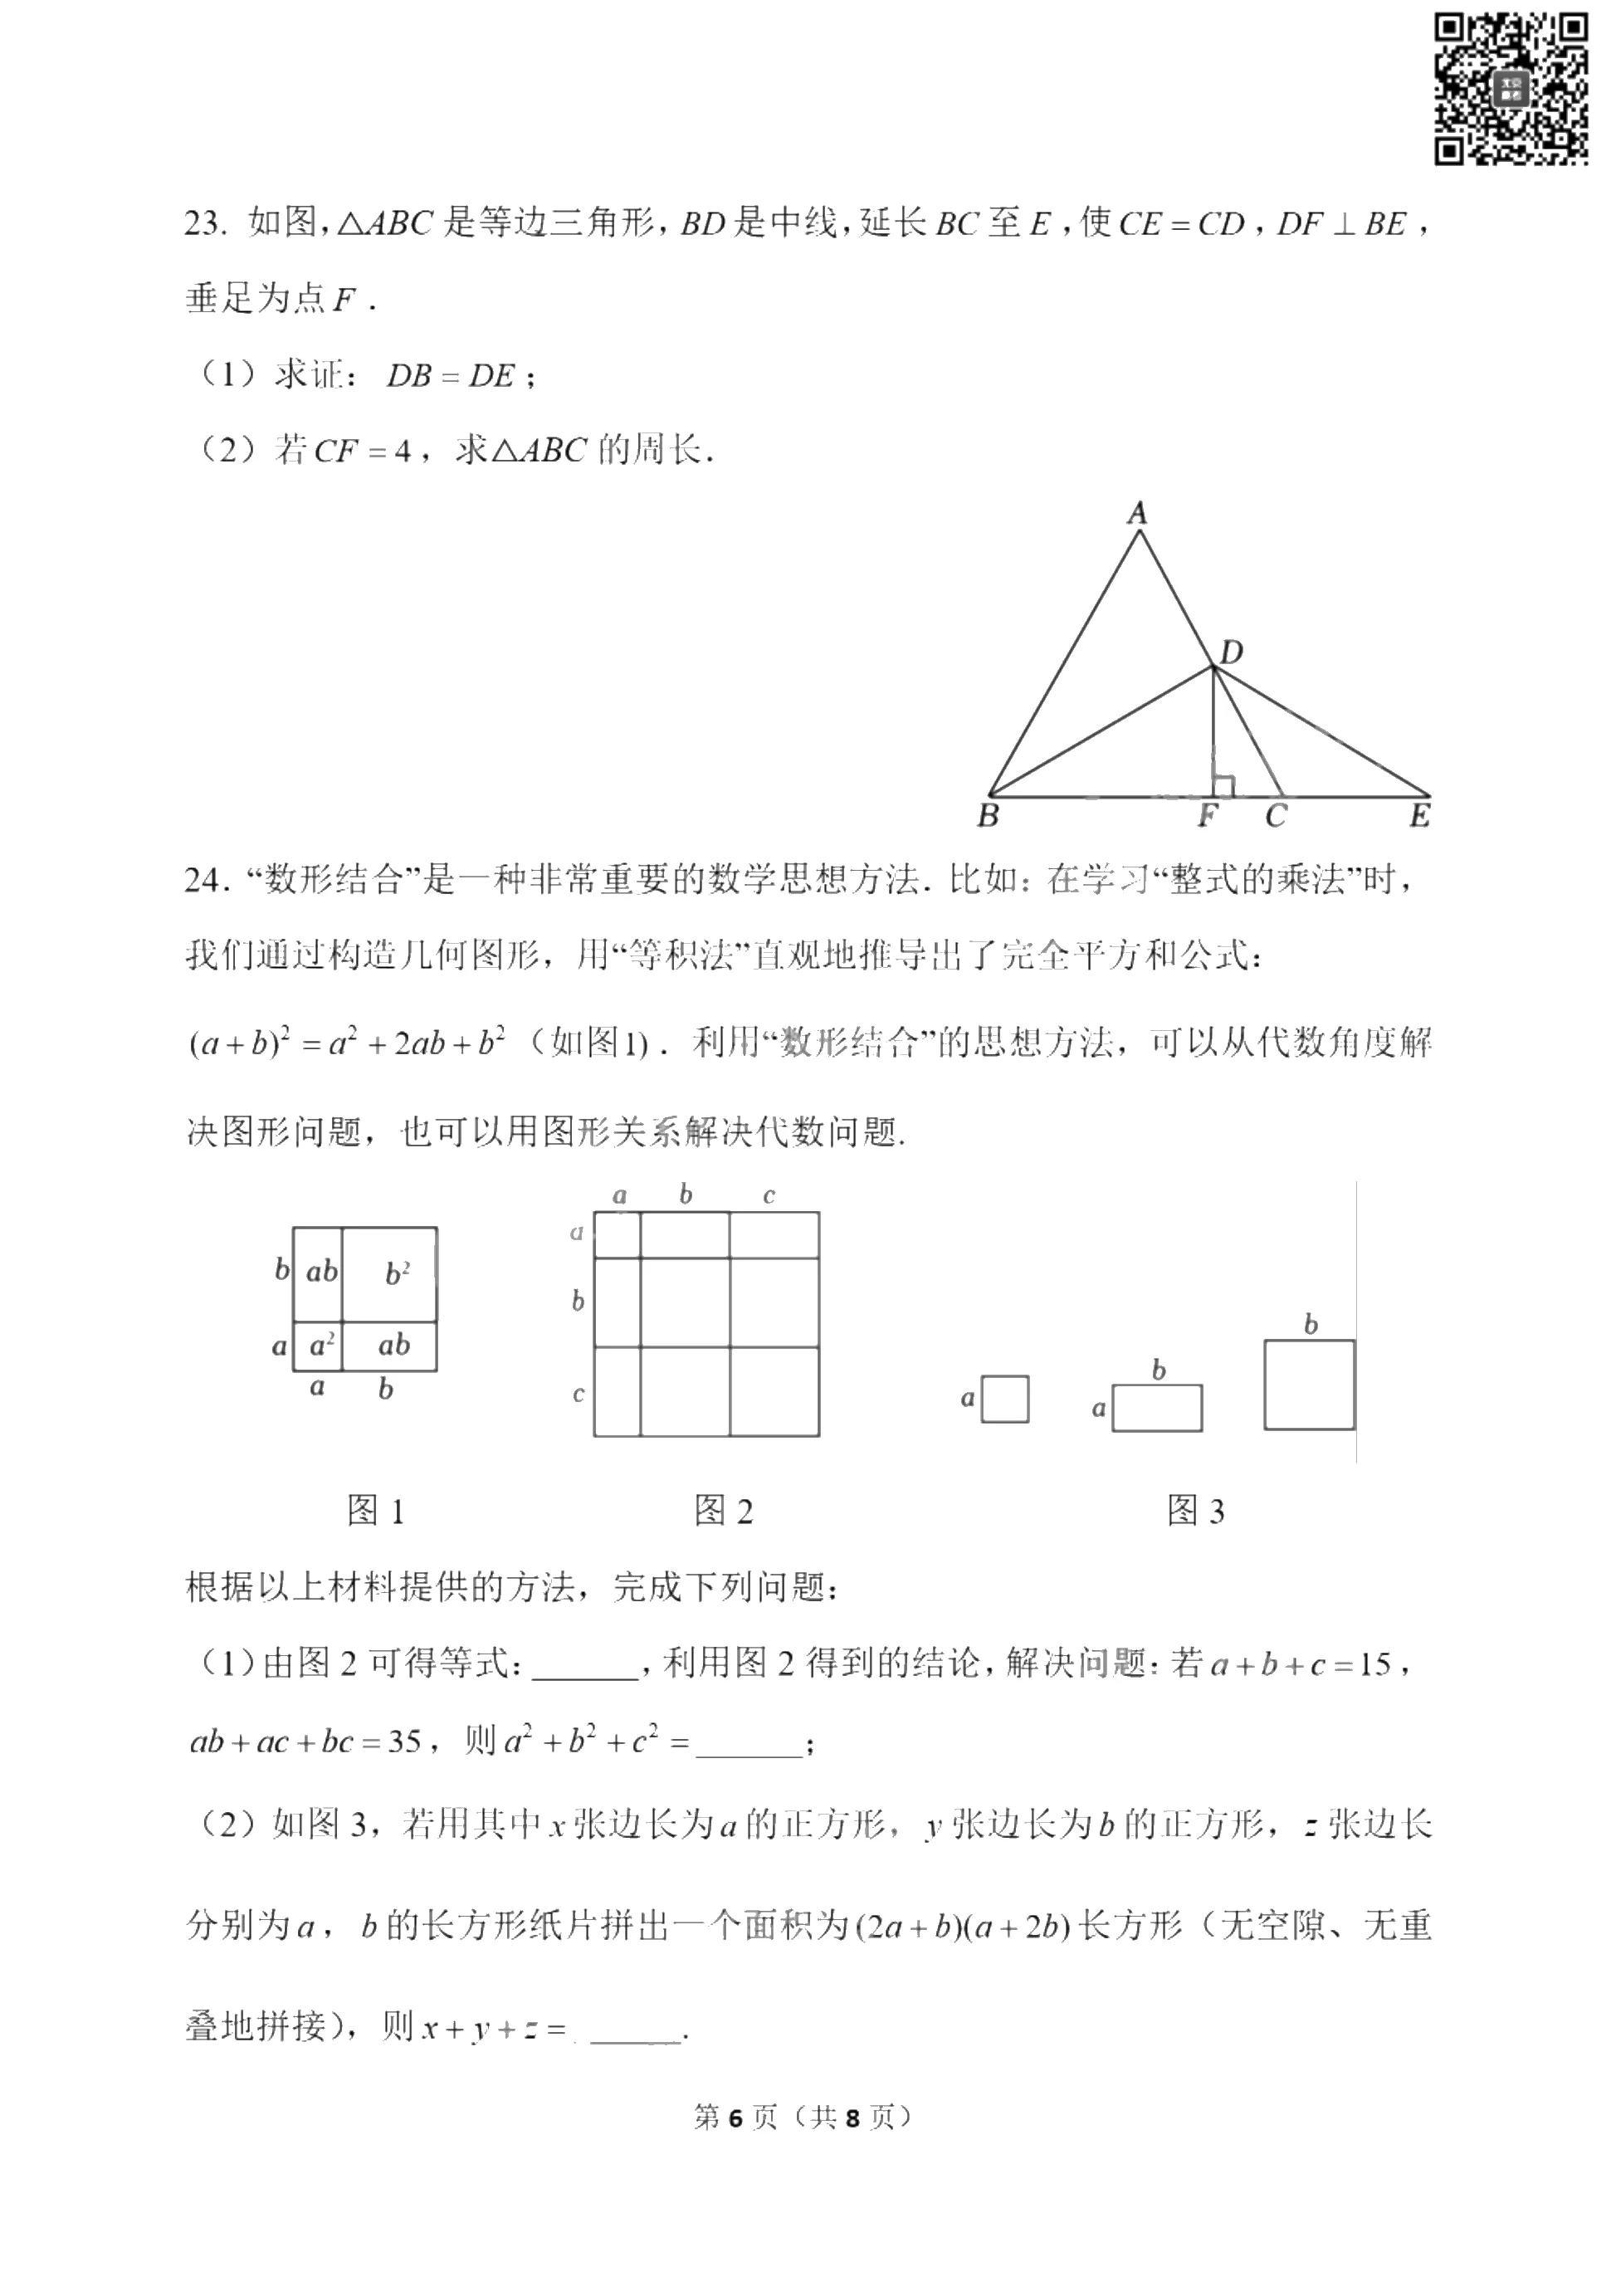 23. 如图,△ABC 是等边三角形, BD是中线,延长 BC 至 E ,使 CE = CD , DF ⊥ BE ,
垂足为点F .
（1）求证： DB = DE ;
（2）若CF = 4 ，求△ABC 的周长.
A
D
B F C E
24. “数形结合”是一种非常重要的数学思想方法. 比如: 在学习“整式的乘法”时，
我们通过构造几何图形，用“等积法”直观地推导出了完全平方和公式：
(a + b)² = a² + 2ab + b²（如图1）. 利用“数形结合”的思想方法，可以从代数角度解
决图形问题，也可以用图形关系解决代数问题.
b ab b²
a a² ab
a b
a b c
a
b
c
a
b
a
b
图 1 图 2 图 3
根据以上材料提供的方法，完成下列问题：
（1）由图 2 可得等式：______, 利用图 2 得到的结论, 解决问题: 若 a + b + c = 15 ，
ab + ac + bc = 35，则 a² + b² + c² = ______;
（2）如图 3，若用其中 x 张边长为 a 的正方形，y 张边长为 b 的正方形，z 张边长
分别为 a ，b 的长方形纸片拼出一个面积为 (2a + b)(a + 2b) 长方形（无空隙、无重
叠地拼接），则 x + y + z = ______.
第 6 页（共 8 页）